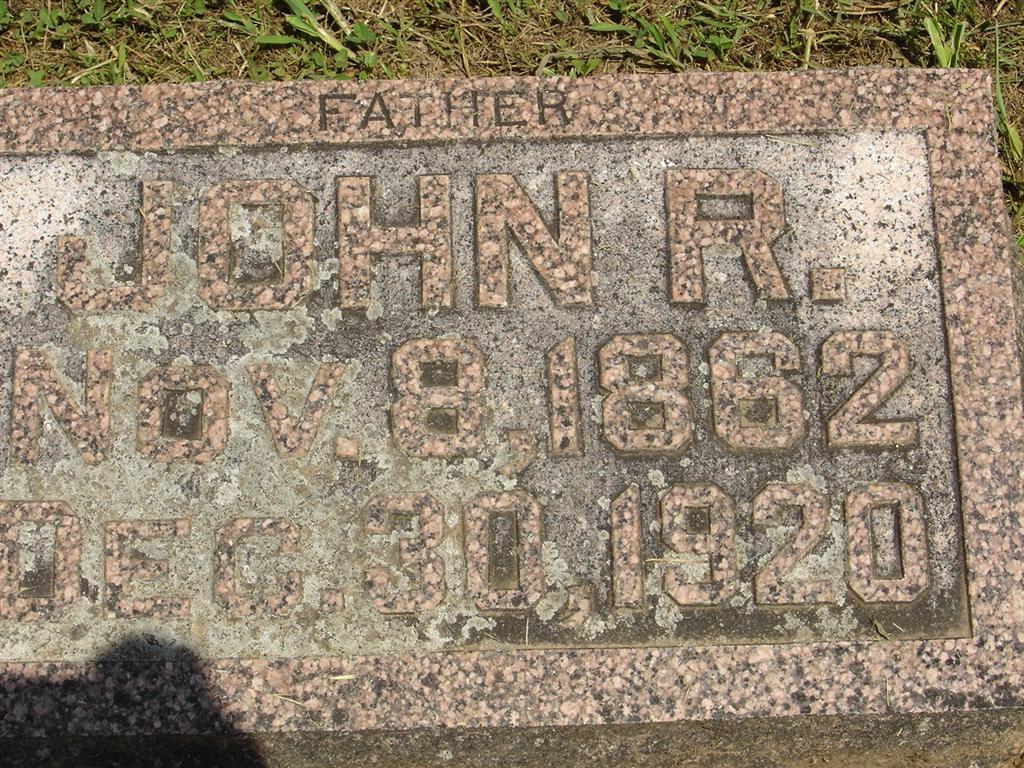 FATHER
JOHN R.
NOV. 8, 1862
DEC. 30, 1920